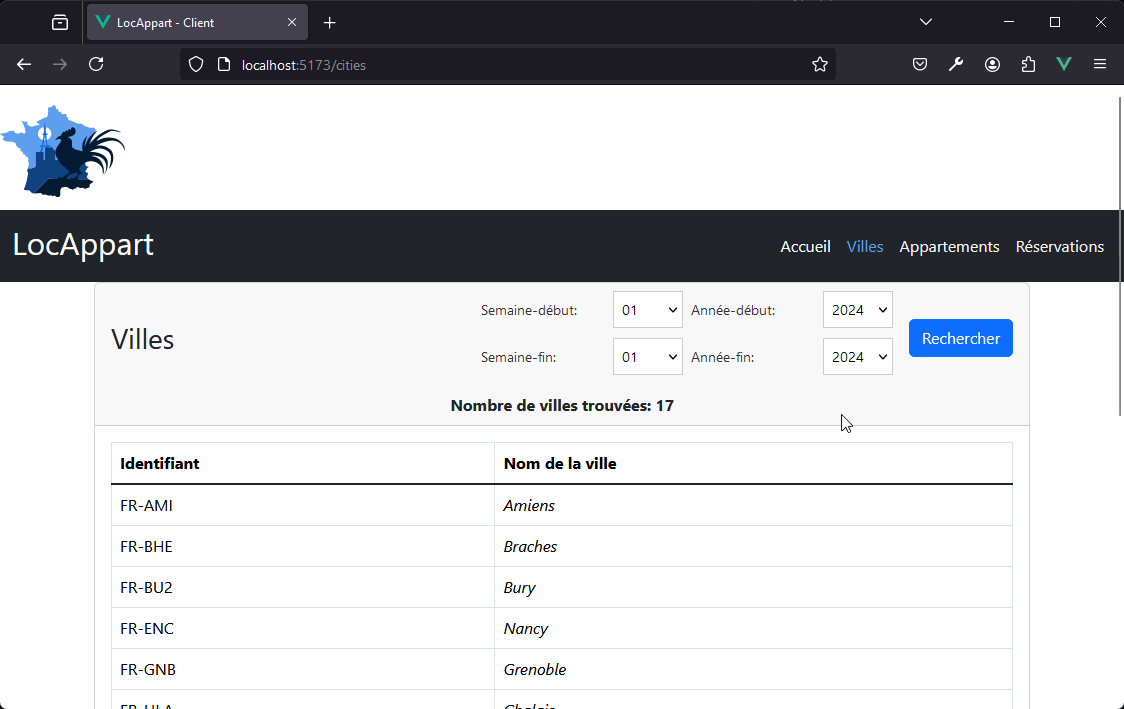 LocAppart - Client
localhost:5173/cities
LocAppart
Accueil Villes Appartements Réservations
Villes
Semaine-début: 01 Année-début: 2024
Semaine-fin: 01 Année-fin: 2024
Rechercher
Nombre de villes trouvées: 17
Identifiant Nom de la ville
FR-AMI Amiens
FR-BHE Braches
FR-BU2 Bury
FR-ENC Nancy
FR-GNB Grenoble